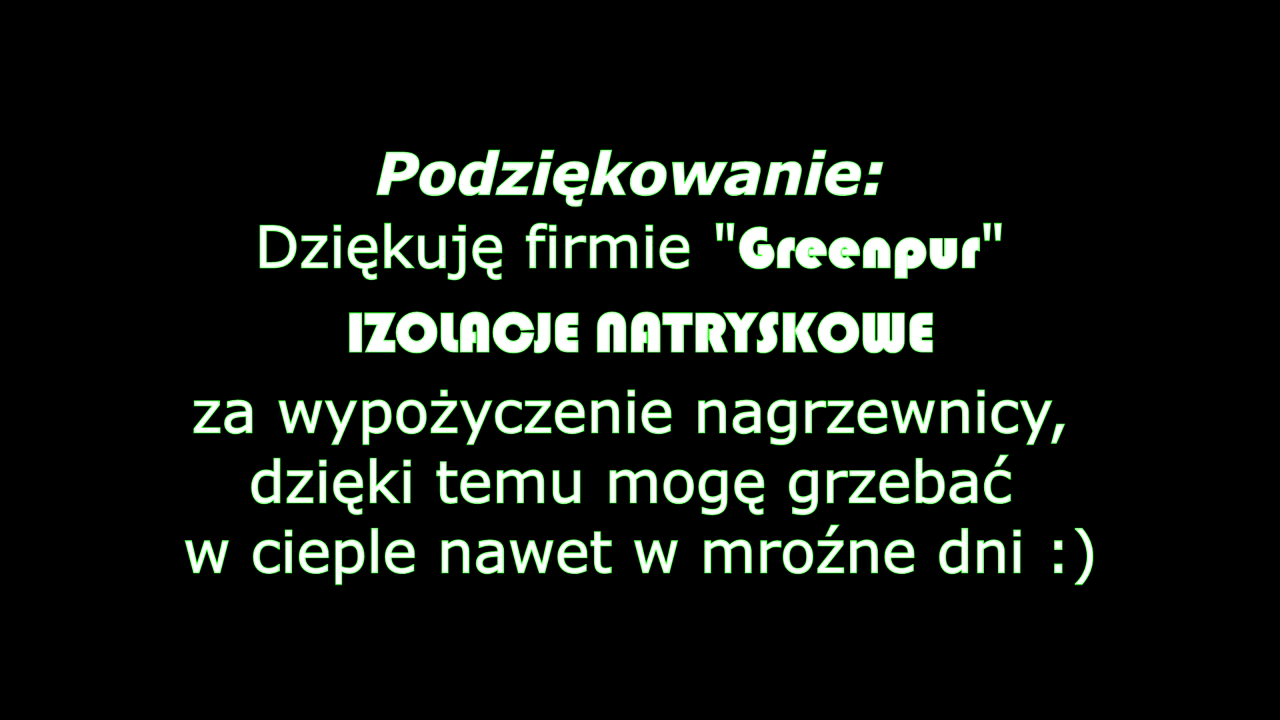 Podziękowanie:
Dziękuję firmie "Greenpur"
IZOLACJE NATRYSKOWE
za wypożyczenie nagrzewnicy,
dzięki temu mogę grzebać
w cieple nawet w mroźne dni :)